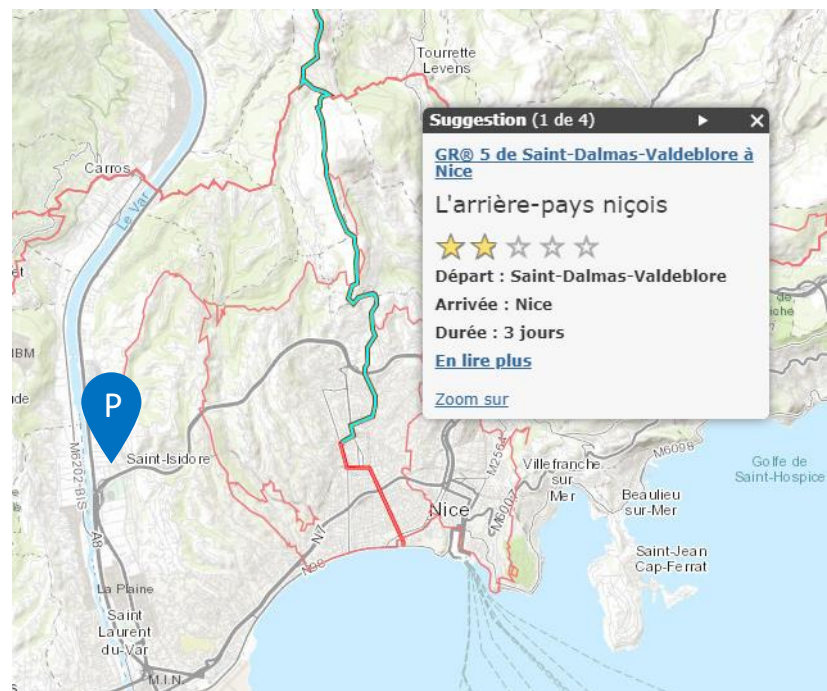 Tourrette
Levens
Suggestion (1 de 4)
GR® 5 de Saint-Dalmas-Valdeblore à
Nice
L'arrière-pays niçois
Départ : Saint-Dalmas-Valdeblore
Arrivée : Nice
Durée : 3 jours
En lire plus
Zoom sur
Carros
Le Var
P
Saint-Isidore
M6202-BIS
A8
La Plaine
Saint
Laurent
du-Var
M.I.N.
N7
N98
Nice
M2564
M6007
M6098
Villefranche
sur
Mer
Beaulieu
sur-Mer
Golfe de
Saint-Hospice
Saint-Jean
Cap-Ferrat